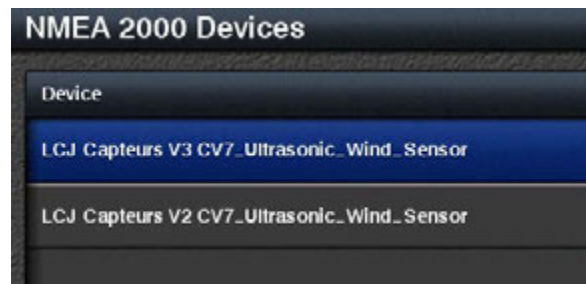 NMEA 2000 Devices
Device
LCJ Capteurs V3 CV7_Ultrasonic_Wind_Sensor
LCJ Capteurs V2 CV7_Ultrasonic_Wind_Sensor